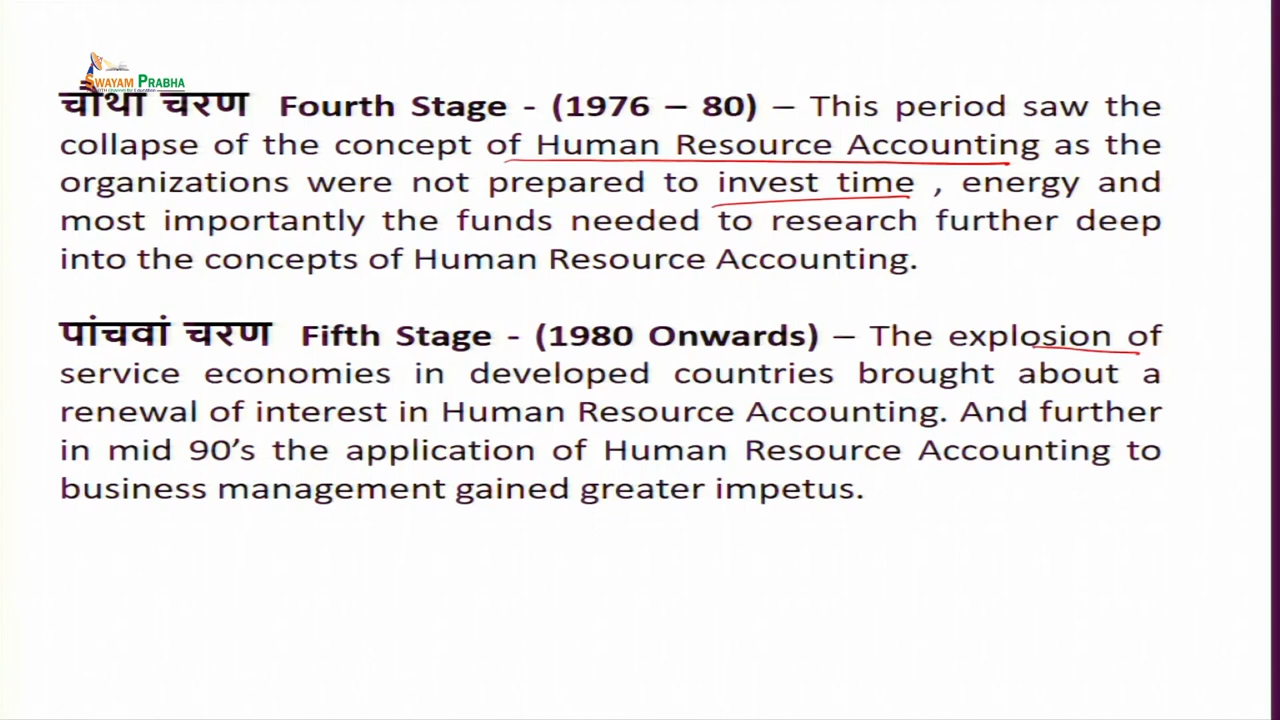 SWAYAM PRABHA
चौथा चरण Fourth Stage - (1976 – 80) – This period saw the
collapse of the concept of Human Resource Accounting as the
organizations were not prepared to invest time , energy and
most importantly the funds needed to research further deep
into the concepts of Human Resource Accounting.
पांचवां चरण Fifth Stage - (1980 Onwards) – The explosion of
service economies in developed countries brought about a
renewal of interest in Human Resource Accounting. And further
in mid 90’s the application of Human Resource Accounting to
business management gained greater impetus.